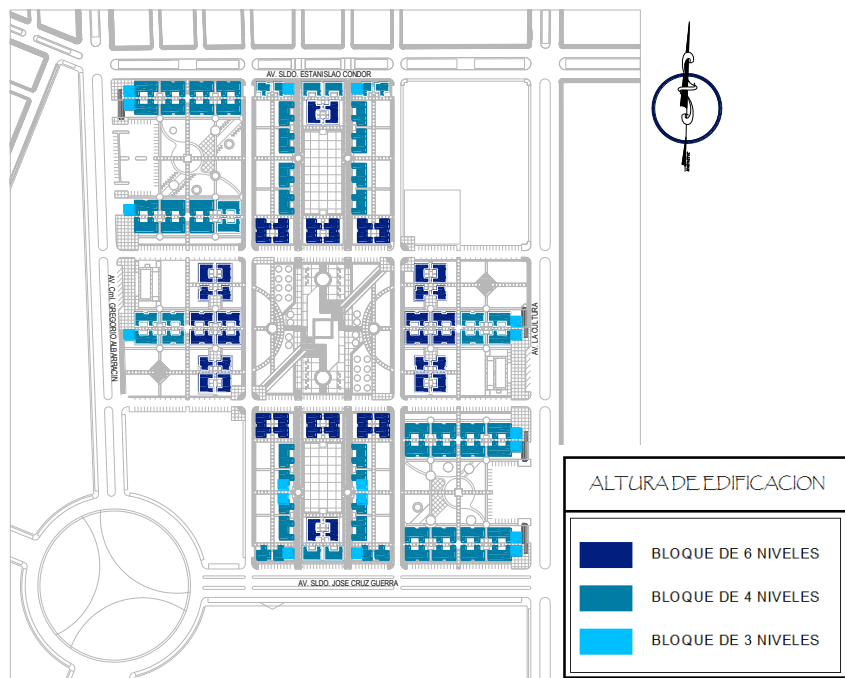 AV. SLDO. ESTANISLAO CONDOR
AV. Cnl. GREGORIO ALBARRACIN
AV. LA CULTURA
AV. SLDO. JOSE CRUZ GUERRA
ALTURA DE EDIFICACION
BLOQUE DE 6 NIVELES
BLOQUE DE 4 NIVELES
BLOQUE DE 3 NIVELES